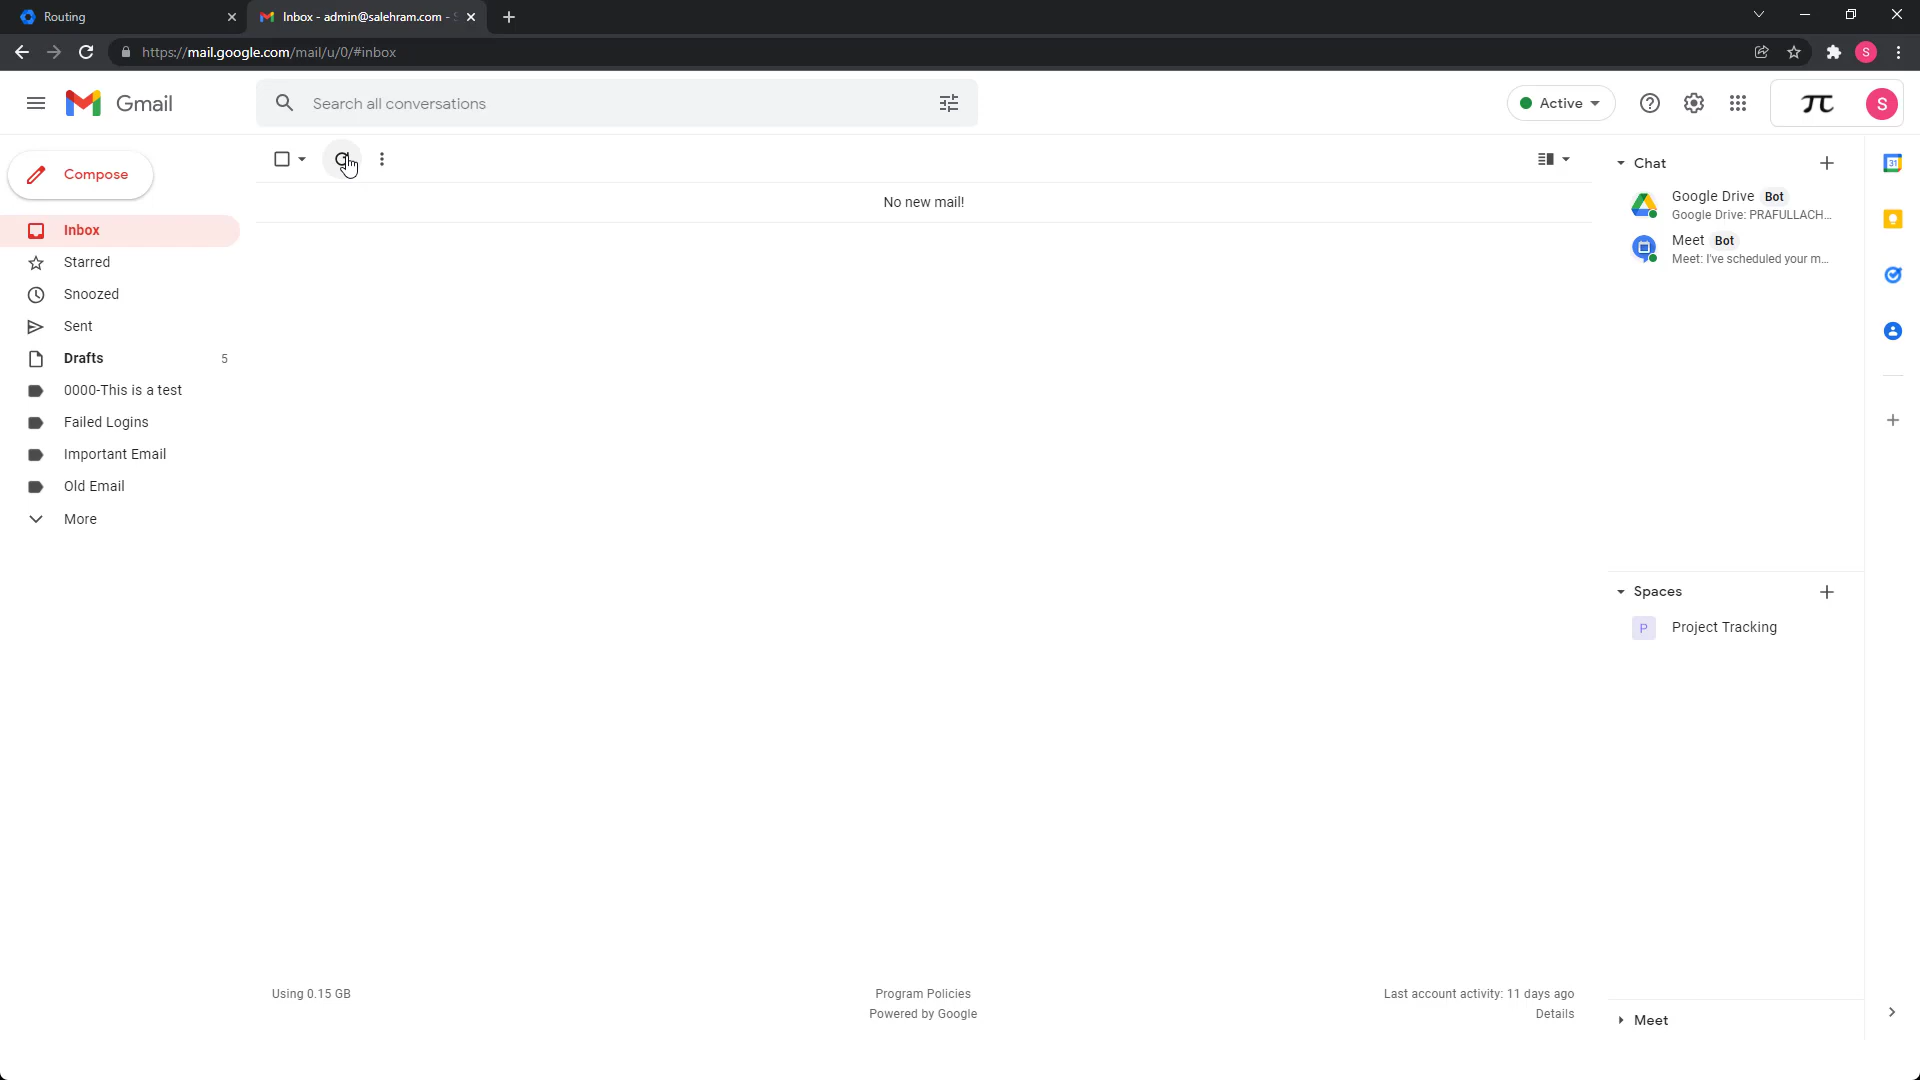 Routing
Inbox - admin@salehram.com - S
https://mail.google.com/mail/u/0/#inbox
S
Gmail
Search all conversations
Active
S
Compose
No new mail!
Chat
31
Google Drive Bot
Google Drive: PRAFULLACH...
Meet Bot
Meet: I've scheduled your m...
Inbox
Starred
Snoozed
Sent
Drafts 5
0000-This is a test
Failed Logins
Important Email
Old Email
More
Spaces
P Project Tracking
Using 0.15 GB
Program Policies
Powered by Google
Last account activity: 11 days ago
Details
Meet